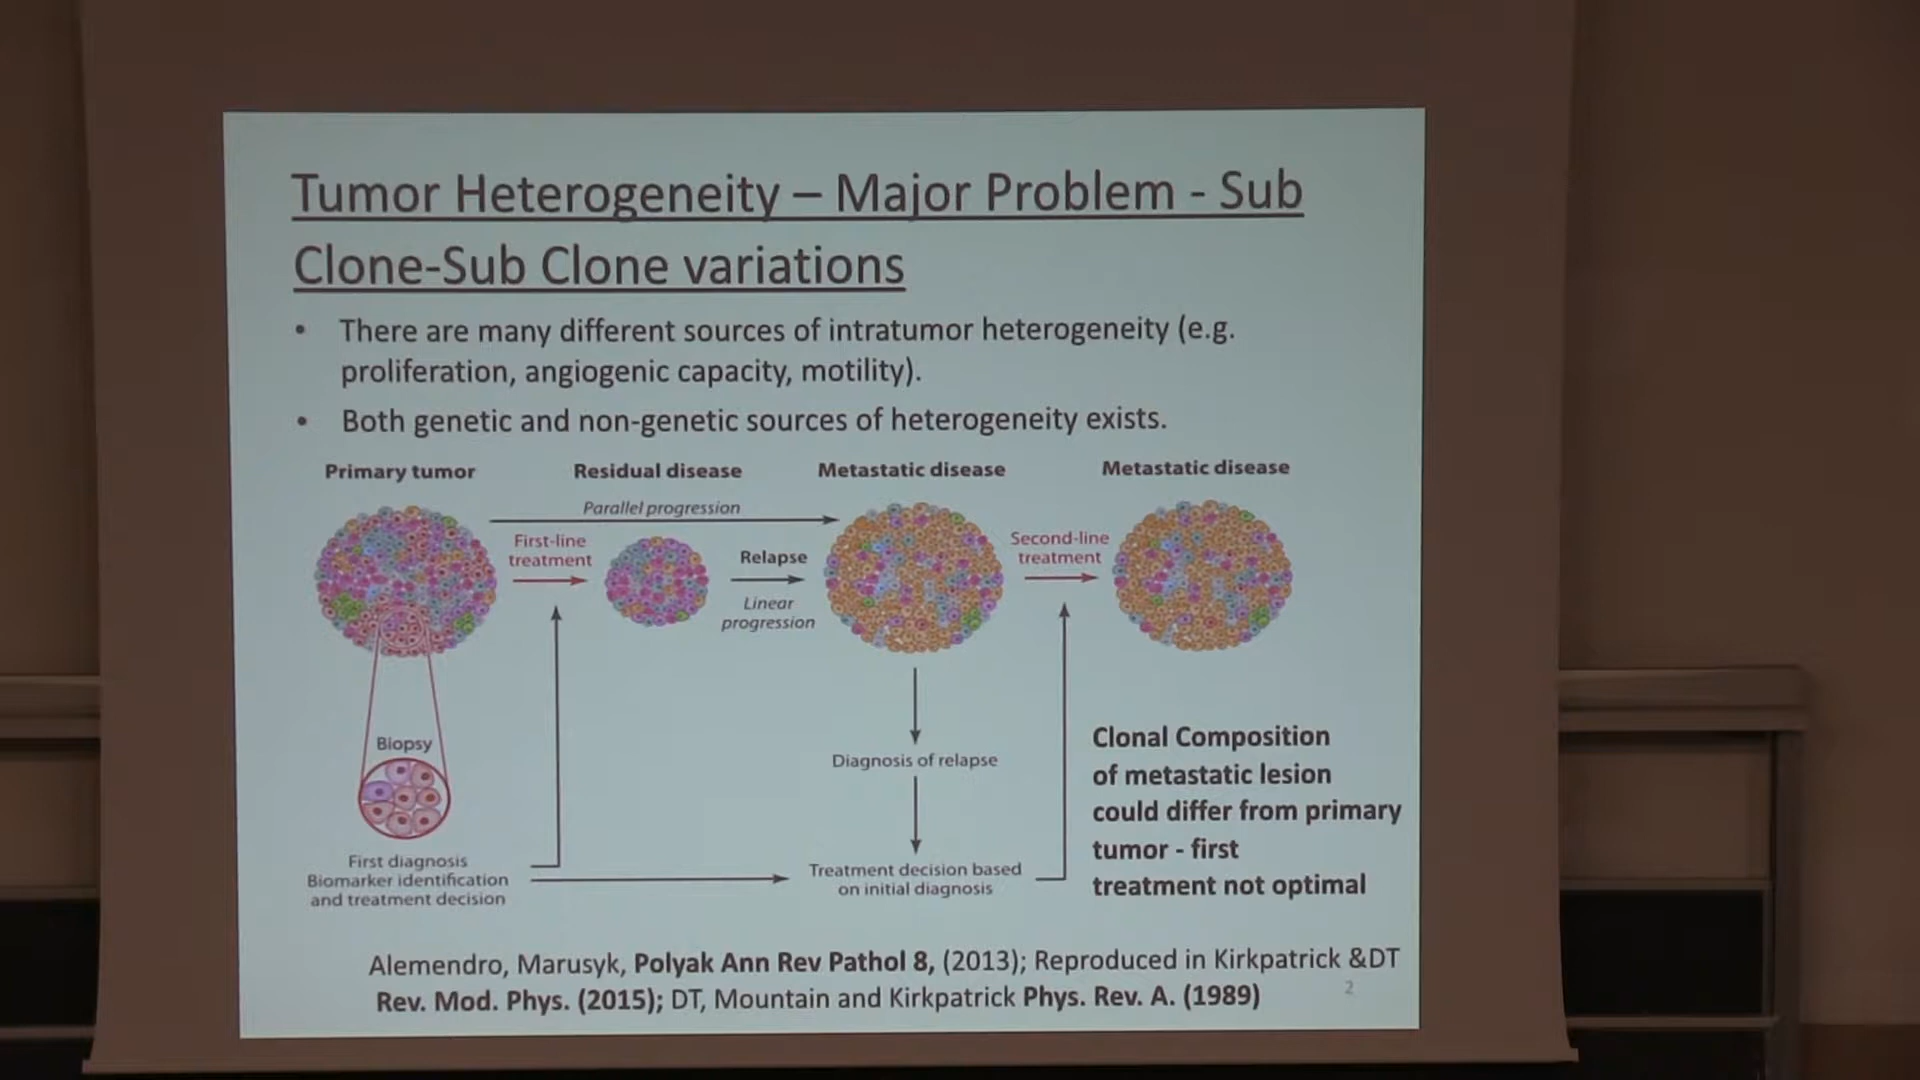 Tumor Heterogeneity – Major Problem - Sub
Clone-Sub Clone variations
• There are many different sources of intratumor heterogeneity (e.g.
proliferation, angiogenic capacity, motility).
• Both genetic and non-genetic sources of heterogeneity exists.
Primary tumor
Residual disease
Metastatic disease
Metastatic disease
Parallel progression
First-line
treatment
Relapse
Linear
progression
Second-line
treatment
Biopsy
Diagnosis of relapse
First diagnosis
Biomarker identification
and treatment decision
Treatment decision based
on initial diagnosis
Clonal Composition
of metastatic lesion
could differ from primary
tumor - first
treatment not optimal
Alemendro, Marusyk, Polyak Ann Rev Pathol 8, (2013); Reproduced in Kirkpatrick &DT
Rev. Mod. Phys. (2015); DT, Mountain and Kirkpatrick Phys. Rev. A. (1989)
2